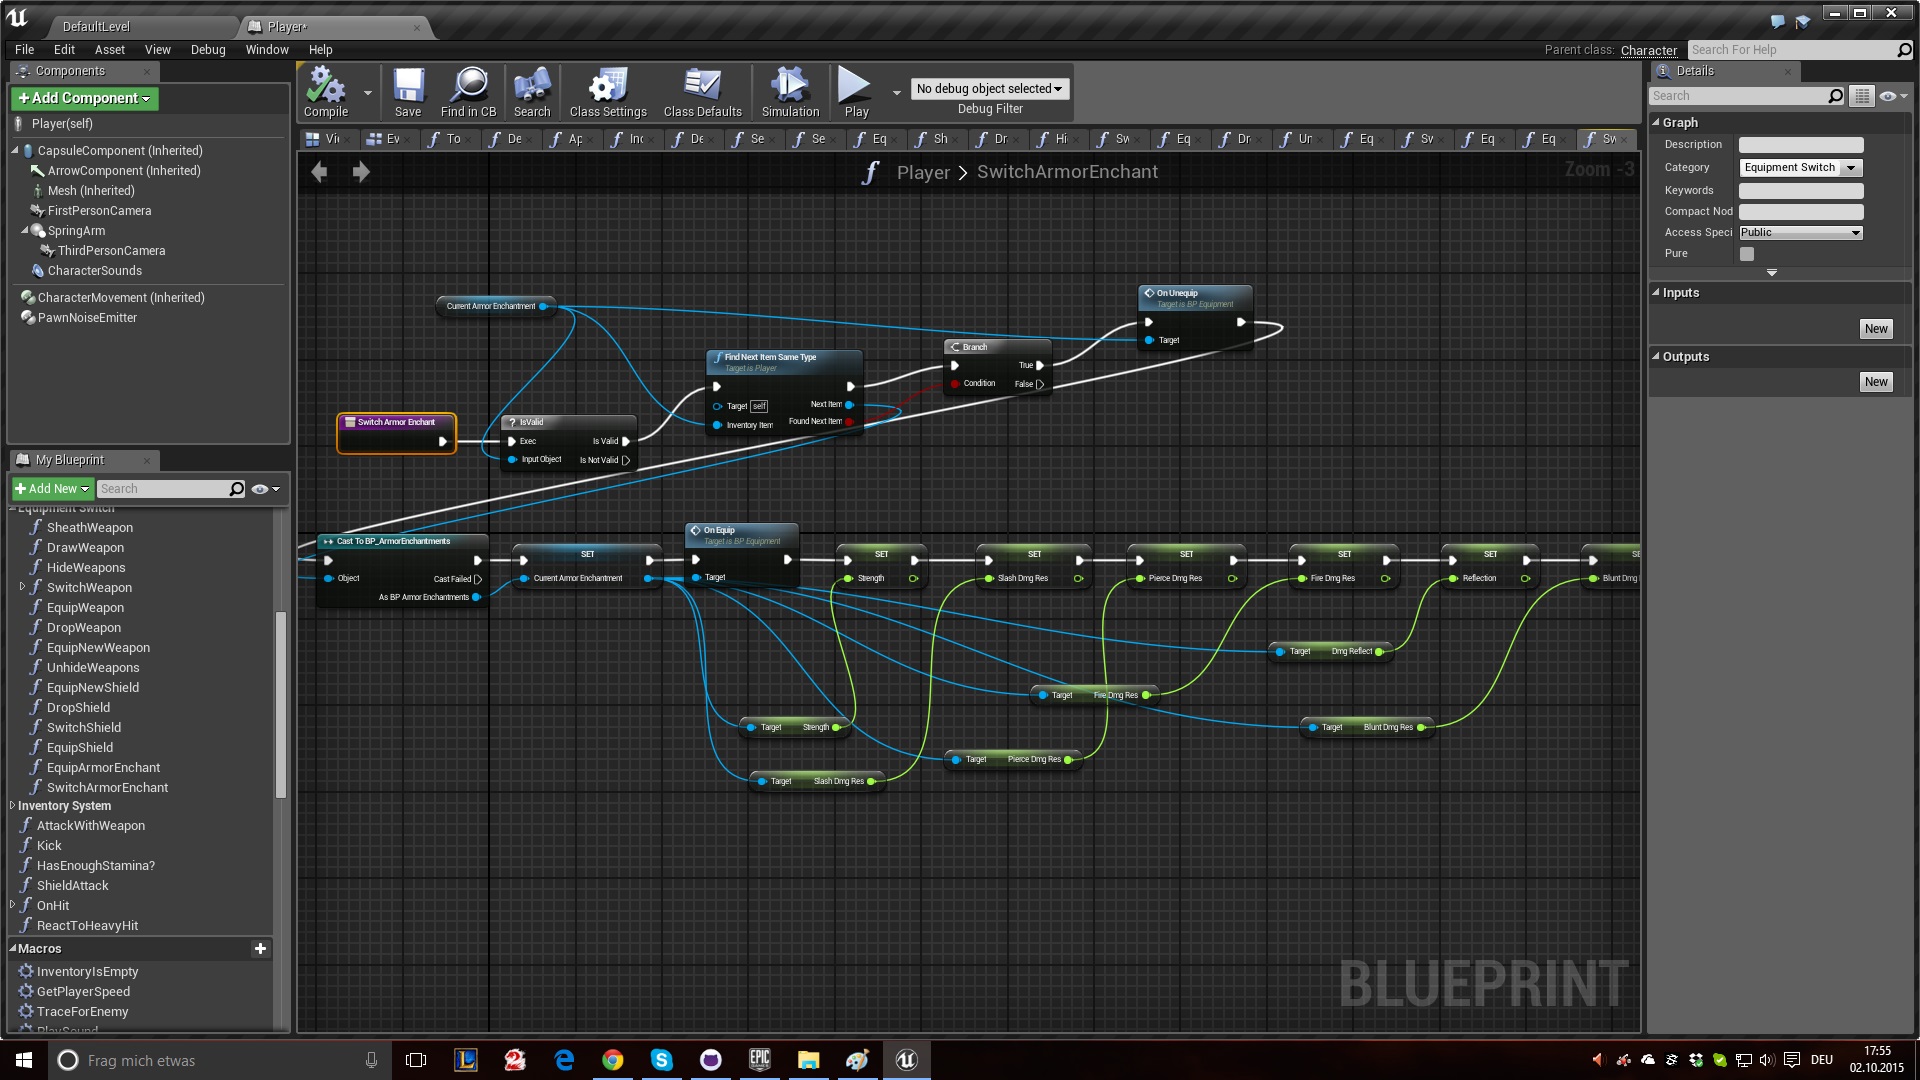 DefaultLevel
Player*
File Edit Asset View Debug Window Help
Parent class: Character
Search For Help
Components
Add Component
Player(self)
CapsuleComponent (Inherited)
ArrowComponent (Inherited)
Mesh (Inherited)
FirstPersonCamera
SpringArm
ThirdPersonCamera
CharacterSounds
CharacterMovement (Inherited)
PawnNoiseEmitter
My Blueprint
Add New
Search
Equipment Switch
SheathWeapon
DrawWeapon
HideWeapons
SwitchWeapon
EquipWeapon
DropWeapon
EquipNewWeapon
UnhideWeapons
EquipNewShield
DropShield
SwitchShield
EquipShield
EquipArmorEnchant
SwitchArmorEnchant
Inventory System
AttackWithWeapon
Kick
HasEnoughStamina?
ShieldAttack
OnHit
ReactToHeavyHit
Macros
InventoryIsEmpty
GetPlayerSpeed
TraceForEnemy
PlaySound
Compile
Save
Find in CB
Search
Class Settings
Class Defaults
Simulation
Play
No debug object selected
Debug Filter
Player > SwitchArmorEnchant
Zoom -3
Current Armor Enchantment
Switch Armor Enchant
IsValid
Exec Is Valid
Input Object Is Not Valid
Find Next Item Same Type
Target is Player
Target self Next Item
Inventory Item Found Next Item
Branch
True
Condition False
On Unequip
Target is BP Equipment
Target
Cast To BP_ArmorEnchantments
Object Cast Failed
As BP Armor Enchantments
SET
Current Armor Enchantment
On Equip
Target is BP Equipment
Target
SET
Strength
SET
Slash Dmg Res
SET
Pierce Dmg Res
SET
Fire Dmg Res
SET
Reflection
Blunt Dmg
Target Dmg Reflect
Target Fire Dmg Res
Target Strength
Target Blunt Dmg Res
Target Pierce Dmg Res
Target Slash Dmg Res
BLUEPRINT
Details
Search
Graph
Description
Category Equipment Switch
Keywords
Compact Nod
Access Speci Public
Pure
Inputs
New
Outputs
New
Frag mich etwas
EPIC GAMES
DEU
17:55
02.10.2015